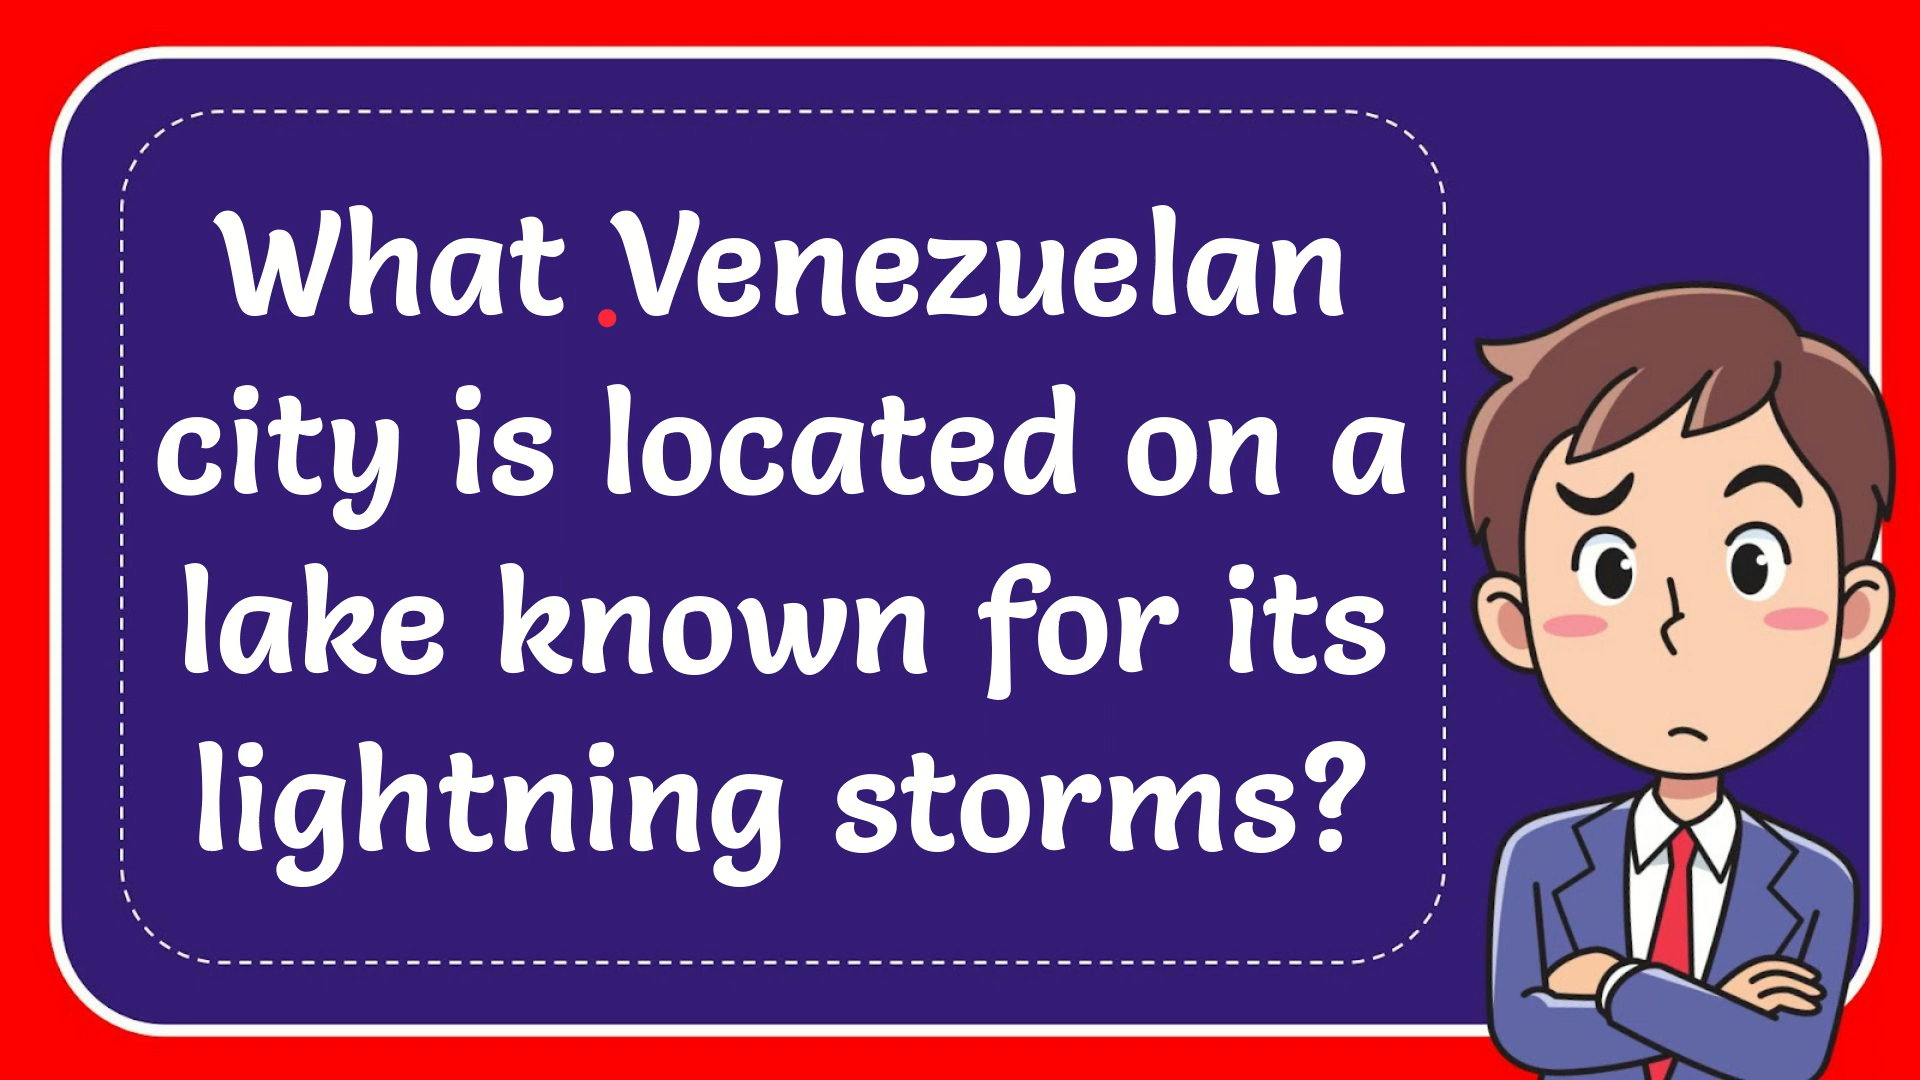 What Venezuelan
city is located on a
lake known for its
lightning storms?